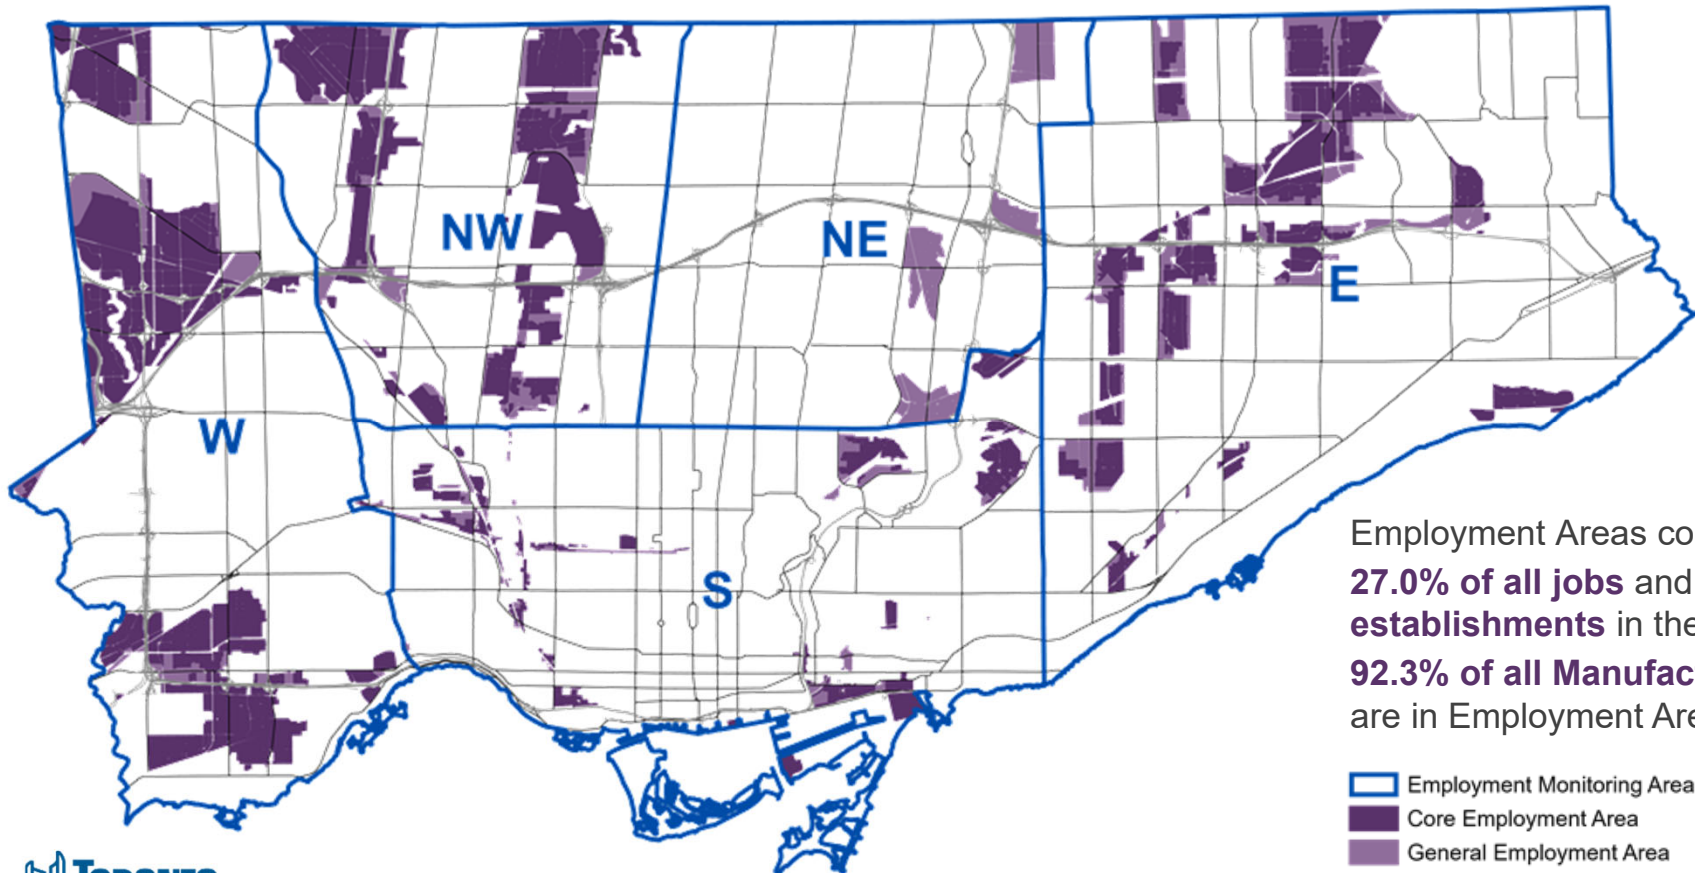 NW
NE
E
W
S
Employment Areas co
27.0% of all jobs and
establishments in the
92.3% of all Manufac
are in Employment Are
Employment Monitoring Area
Core Employment Area
General Employment Area
TORONTO